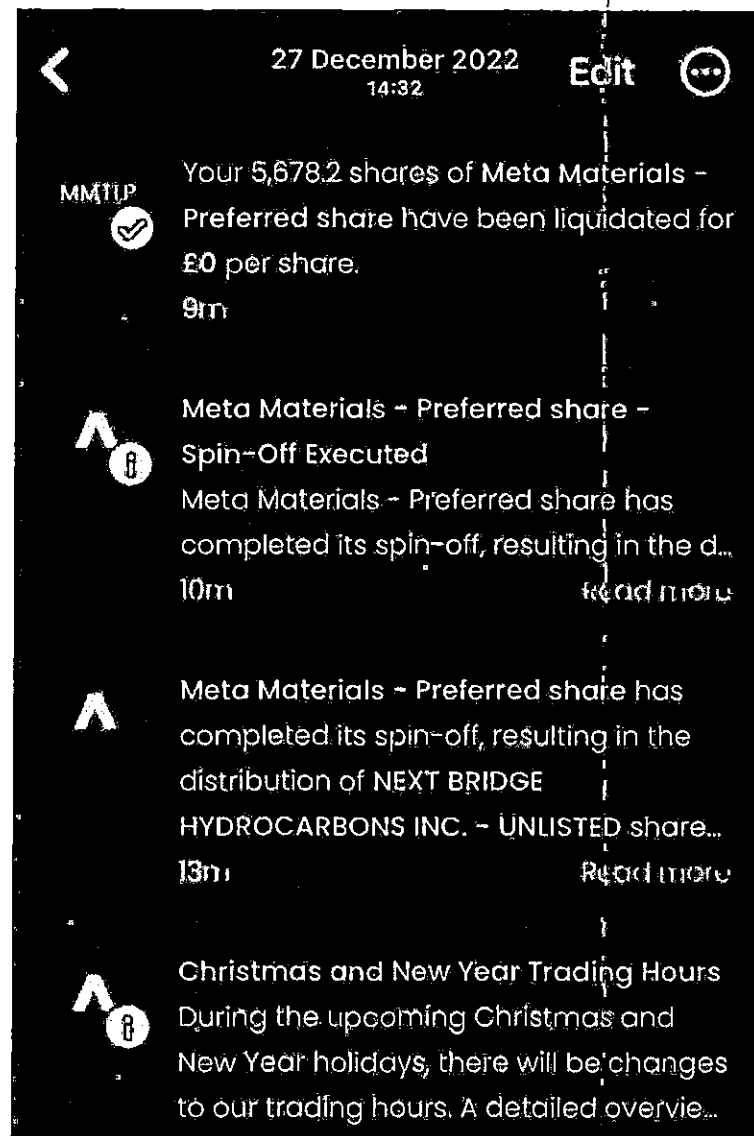 27 December 2022
Edit
14:32
Your 5,678.2 shares of Meta Materials -
MMTLP
Preferred share have been liquidated for
£0 per share.
9m
Meta Materials - Preferred share -
Spin-Off Executed
Meta Materials - Preferred share has
completed its spin-off, resulting in the d...
10m
Read more
Meta Materials - Preferred share has
completed its spin-off, resulting in the
distribution of NEXT BRIDGE
HYDROCARBONS INC. - UNLISTED share...
13m
Read more
Christmas and New Year Trading Hours
During the upcoming Christmas and
New Year holidays, there will be changes
to our trading hours. A detailed overvie...